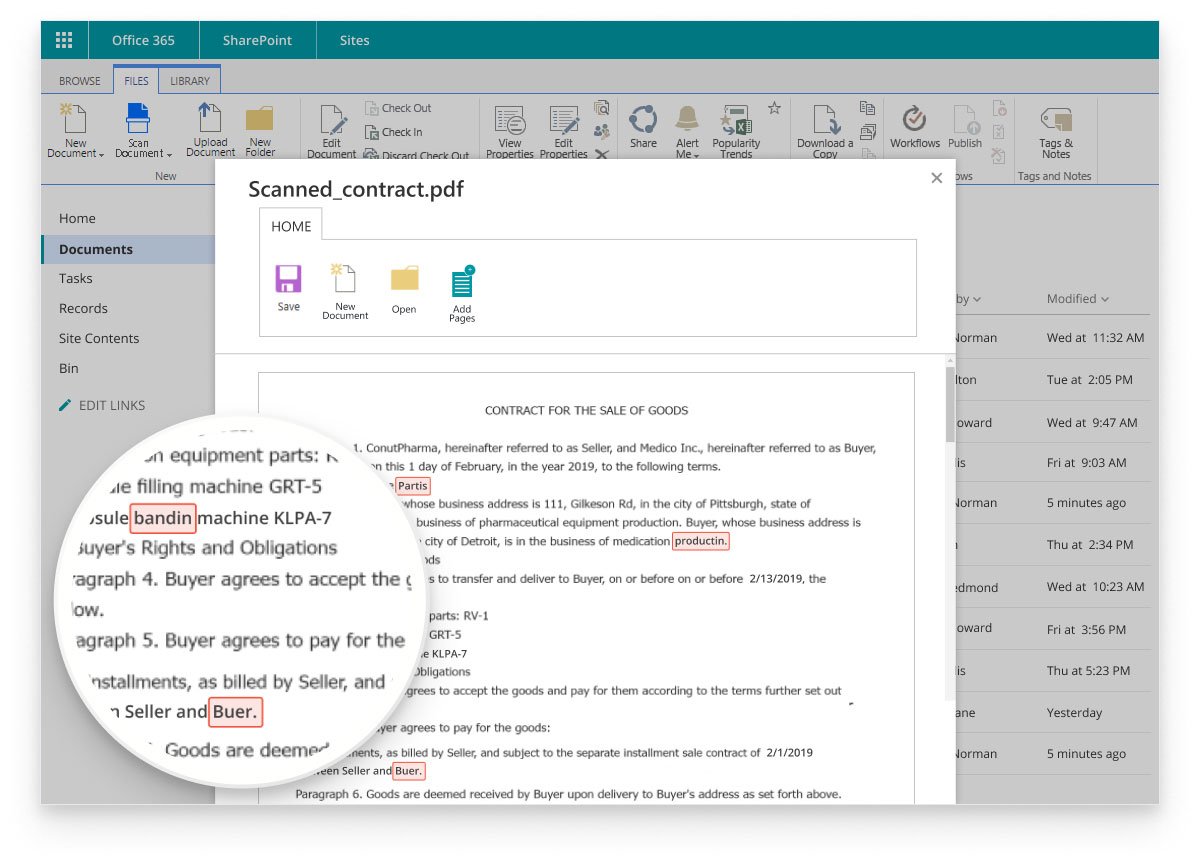 Office 365 SharePoint Sites
BROWSE FILES LIBRARY
New Document
Scan Document
Upload Document
New Folder
New
Edit Document
Check Out
Check In
Discard Check Out
View Properties
Edit Properties
Share
Alert Me
Popularity Trends
Download a Copy
Workflows
Publish
Tags & Notes
Tags and Notes
Home
Documents
Tasks
Records
Site Contents
Bin
EDIT LINKS
Scanned_contract.pdf
HOME
Save
New Document
Open
Add Pages
CONTRACT FOR THE SALE OF GOODS
1. ConutPharma, hereinafter referred to as Seller, and Medico Inc., hereinafter referred to as Buyer,
on this 1 day of February, in the year 2019, to the following terms.
Partis
whose business address is 111, Gilkeson Rd, in the city of Pittsburgh, state of
business of pharmaceutical equipment production. Buyer, whose business address is
city of Detroit, is in the business of medication productin.
s to transfer and deliver to Buyer, on or before on or before 2/13/2019, the
parts: RV-1
GRT-5
KLPA-7
Obligations
grees to accept the goods and pay for them according to the terms further set out
yer agrees to pay for the goods:
ments, as billed by Seller, and subject to the separate installment sale contract of 2/1/2019
ween Seller and Buer.
Paragraph 6. Goods are deemed received by Buyer upon delivery to Buyer's address as set forth above.
on equipment parts:
filling machine GRT-5
sule bandin machine KLPA-7
Buyer's Rights and Obligations
ragraph 4. Buyer agrees to accept the g
low.
agraph 5. Buyer agrees to pay for the
nstallments, as billed by Seller, and
n Seller and Buer.
Goods are deemed
by Modified
Norman Wed at 11:32 AM
lton Tue at 2:05 PM
oward Wed at 9:47 AM
lis Fri at 9:03 AM
Norman 5 minutes ago
Thu at 2:34 PM
edmond Wed at 10:23 AM
oward Fri at 3:56 PM
lis Thu at 5:23 PM
ane Yesterday
Norman 5 minutes ago